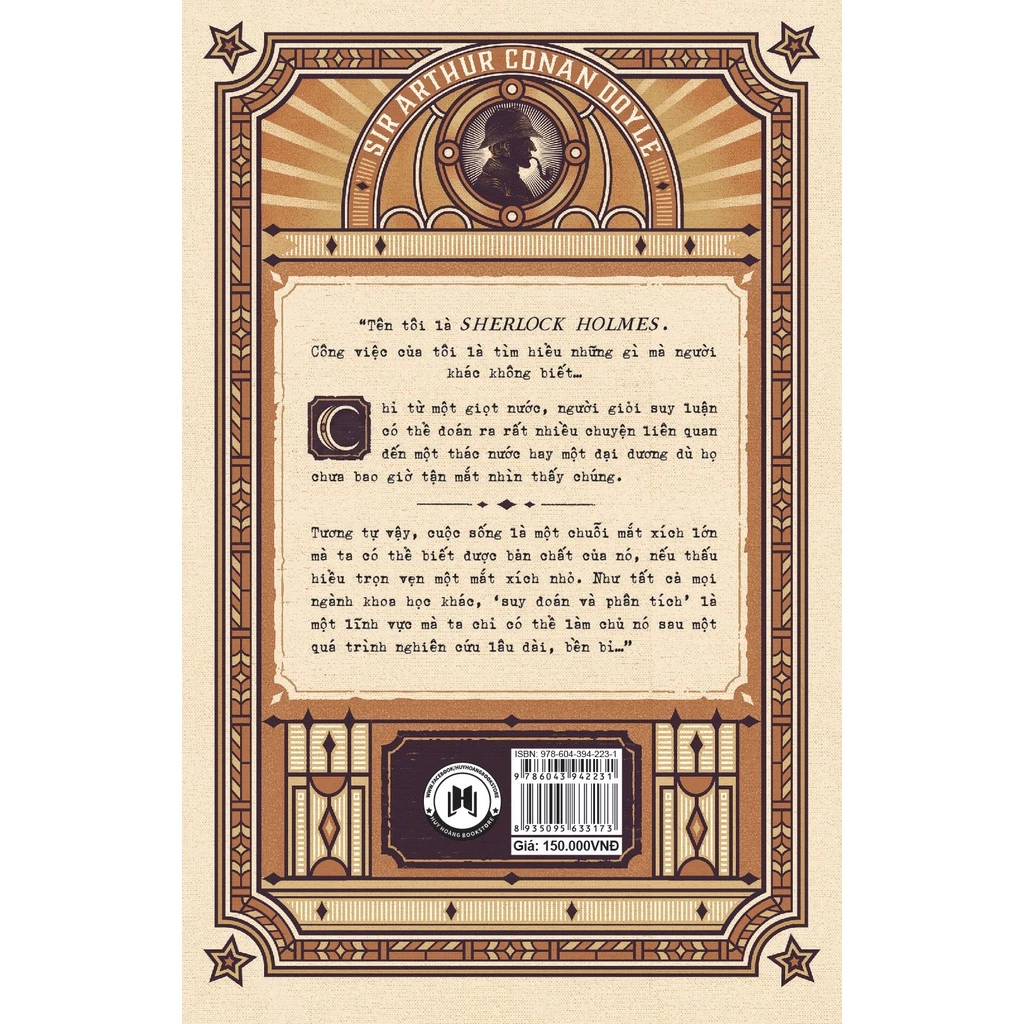 SIR ARTHUR CONAN DOYLE
“Tên tôi là SHERLOCK HOLMES.
Công việc của tôi là tìm hiểu những gì mà người
khác không biết…
Chỉ từ một giọt nước, người giỏi suy luận
có thể đoán ra rất nhiều chuyện liên quan
đến một thác nước hay một đại dương dù họ
chưa bao giờ tận mắt nhìn thấy chúng.
Tương tự vậy, cuộc sống là một chuỗi mắt xích lớn
mà ta có thể biết được bản chất của nó, nếu thấu
hiểu trọn vẹn một mắt xích nhỏ. Như tất cả mọi
ngành khoa học khác, ‘suy đoán và phân tích’ là
một lĩnh vực mà ta chỉ có thể làm chủ nó sau một
quá trình nghiên cứu lâu dài, bền bỉ…”
WWW.FACEBOOK/HUYHOANGBOOKSTORE
HUY HOÀNG BOOKSTORE
ISBN: 978-604-394-223-1
9 786043 942231
8 935095 633173
Giá: 150.000VNĐ